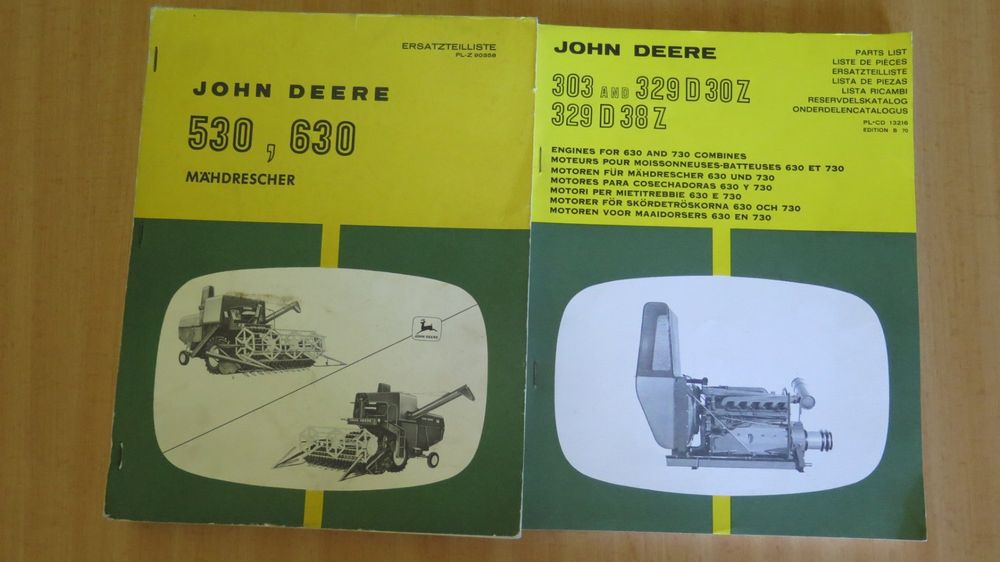 ERSATZTEILLISTE
PL-Z 90358
JOHN DEERE
530, 630
MÄHDRESCHER
JOHN DEERE
JOHN DEERE
303 AND 329 D 30 Z
329 D 38 Z
PARTS LIST
LISTE DE PIÈCES
ERSATZTEILLISTE
LISTA DE PIEZAS
LISTA RICAMBI
RESERVDELSKATALOG
ONDERDELENCATALOGUS
PL-CD 13216
EDITION B 70
ENGINES FOR 630 AND 730 COMBINES
MOTEURS POUR MOISSONNEUSES-BATTEUSES 630 ET 730
MOTOREN FÜR MÄHDRESCHER 630 UND 730
MOTORES PARA COSECHADORAS 630 Y 730
MOTORI PER MIETITREBBIE 630 E 730
MOTORER FÖR SKÖRDETRÖSKORNA 630 OCH 730
MOTOREN VOOR MAAIDORSERS 630 EN 730